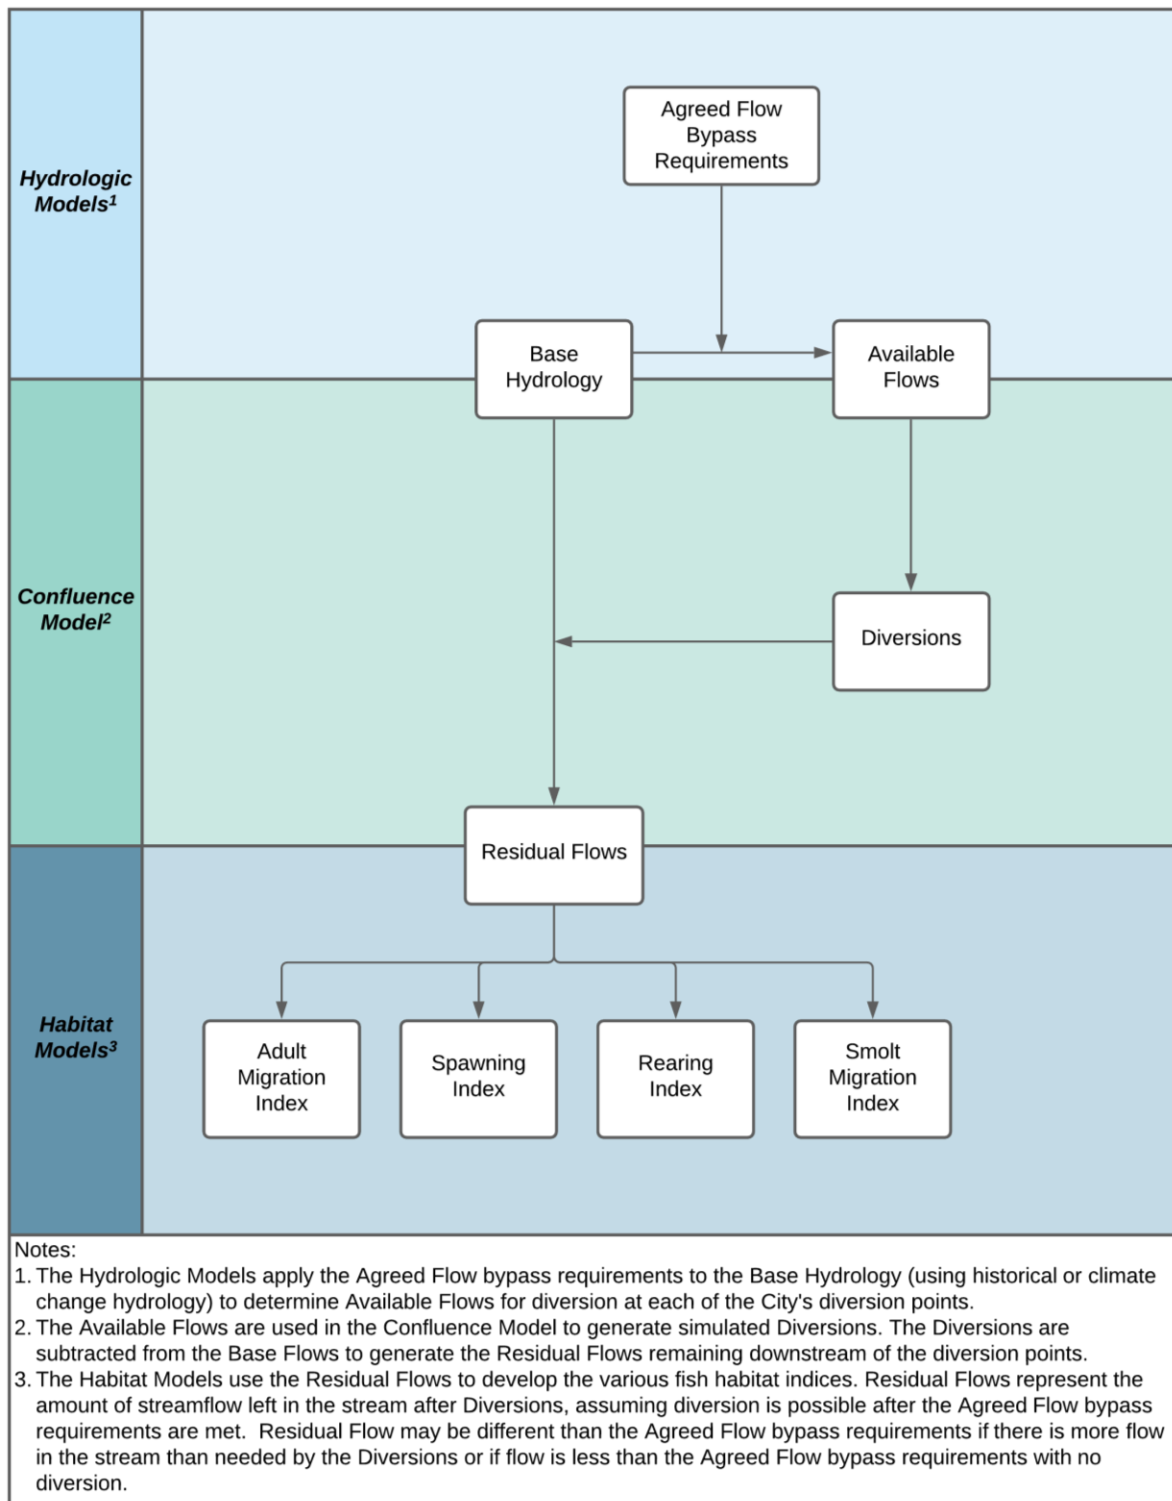 Agreed Flow
Bypass
Requirements
Hydrologic
Models¹
Base
Hydrology
Available
Flows
Confluence
Model²
Diversions
Residual Flows
Habitat
Models³
Adult
Migration
Index
Spawning
Index
Rearing
Index
Smolt
Migration
Index
Notes:
1. The Hydrologic Models apply the Agreed Flow bypass requirements to the Base Hydrology (using historical or climate
change hydrology) to determine Available Flows for diversion at each of the City's diversion points.
2. The Available Flows are used in the Confluence Model to generate simulated Diversions. The Diversions are
subtracted from the Base Flows to generate the Residual Flows remaining downstream of the diversion points.
3. The Habitat Models use the Residual Flows to develop the various fish habitat indices. Residual Flows represent the
amount of streamflow left in the stream after Diversions, assuming diversion is possible after the Agreed Flow bypass
requirements are met.  Residual Flow may be different than the Agreed Flow bypass requirements if there is more flow
in the stream than needed by the Diversions or if flow is less than the Agreed Flow bypass requirements with no
diversion.